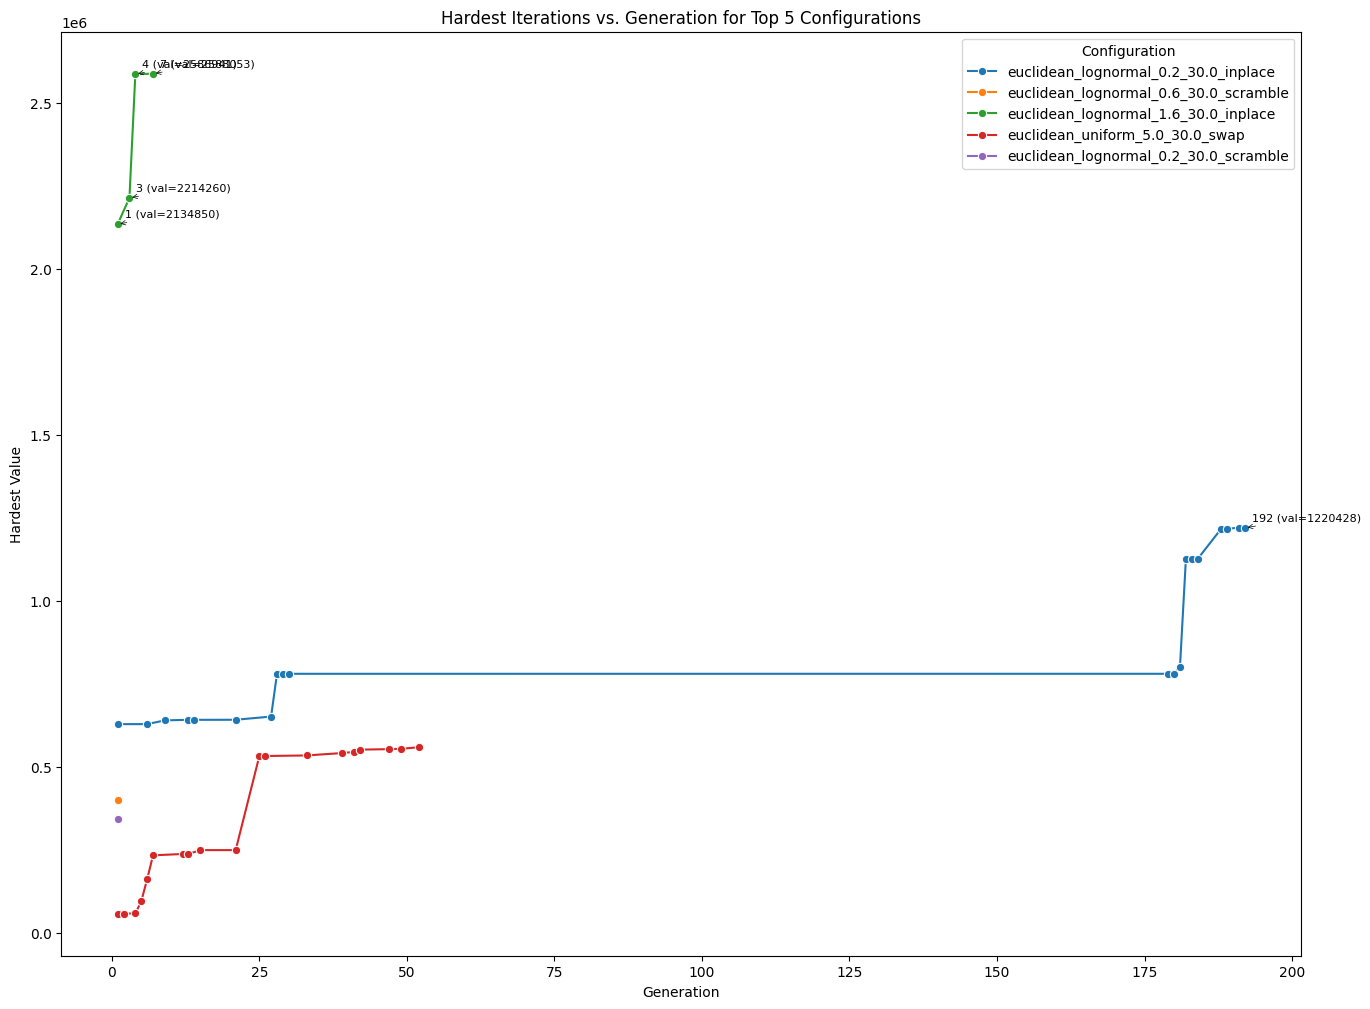 Hardest Iterations vs. Generation for Top 5 Configurations
1e6
Configuration
euclidean_lognormal_0.2_30.0_inplace
euclidean_lognormal_0.6_30.0_scramble
euclidean_lognormal_1.6_30.0_inplace
euclidean_uniform_5.0_30.0_swap
euclidean_lognormal_0.2_30.0_scramble
3 (val=2214260)
1 (val=2134850)
192 (val=1220428)
Hardest Value
2.5
2.0
1.5
1.0
0.5
0.0
0
25
50
75
100
125
150
175
200
Generation